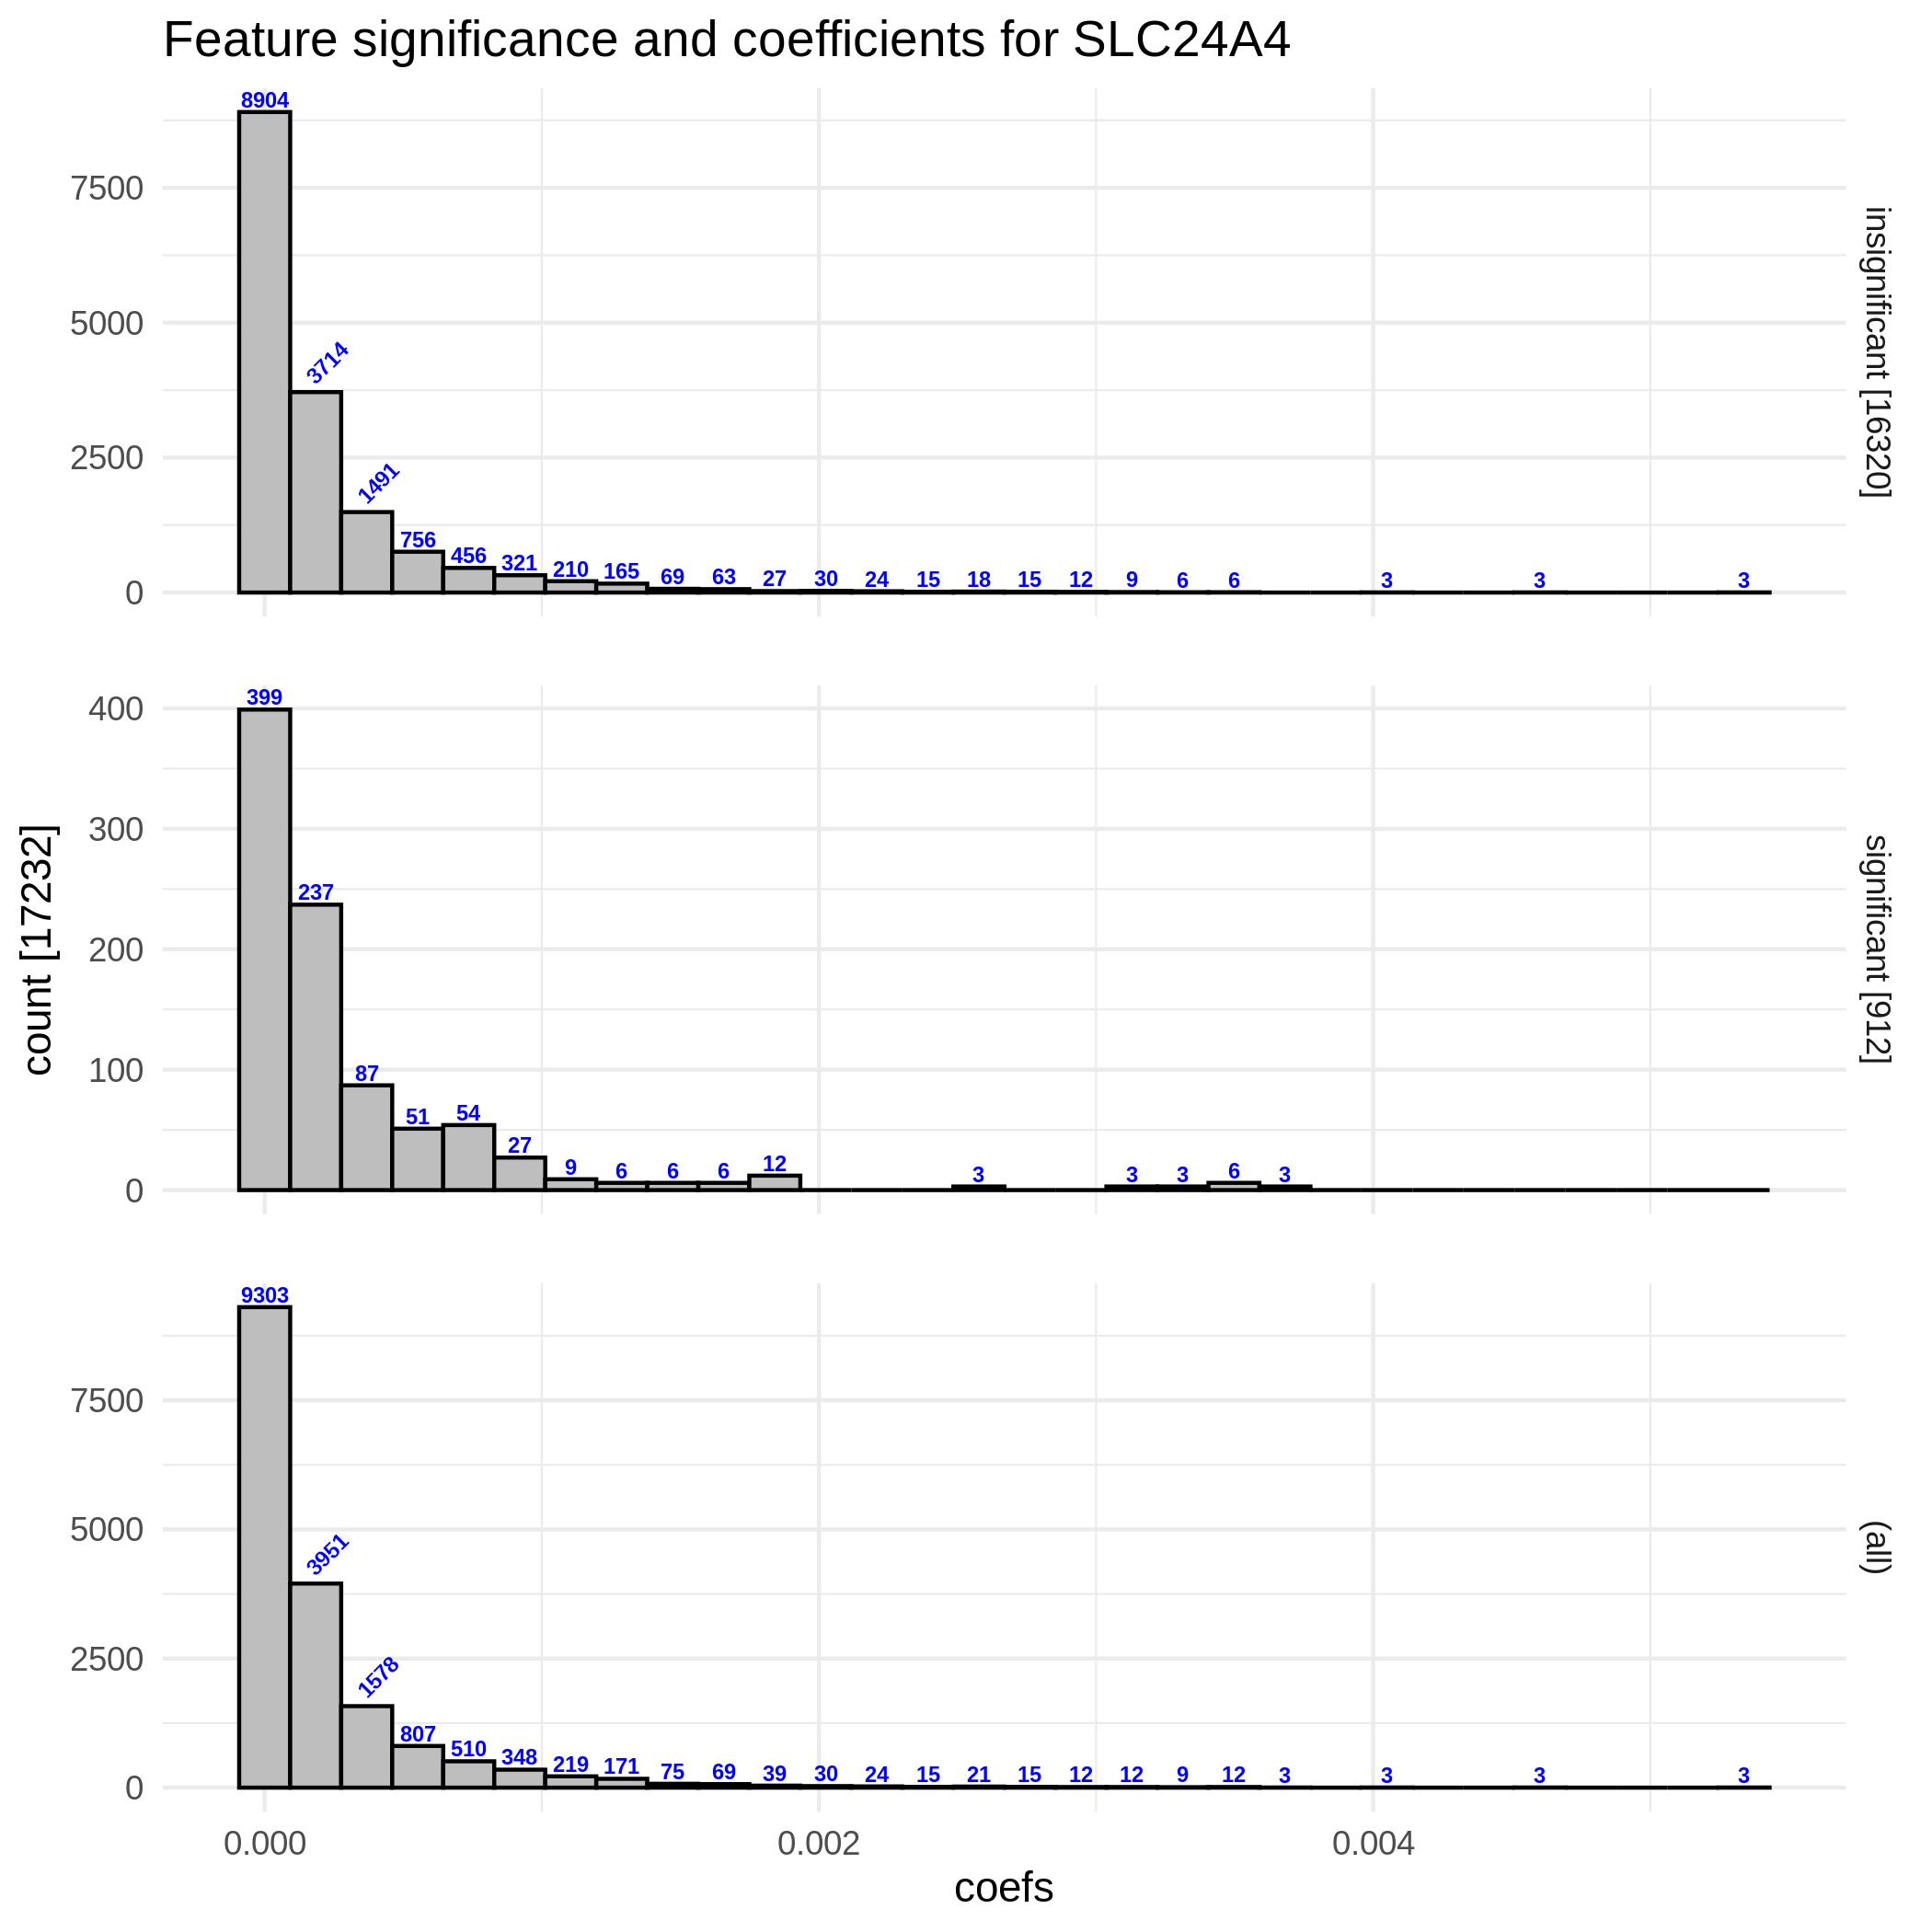 Feature significance and coefficients for SLC24A4
8904
7500
5000
3714
2500
1491
756 456 321 210 165 69 63 27 30 24 15 18 15 12 9 6 6 3 3 3
0
insignificant [16320]
399
400
300
237
200
100
87
51 54 27 9 6 6 6 12 3 3 3 6 3
0
significant [912]
count [17232]
9303
7500
5000
3951
2500
1578
807 510 348 219 171 75 69 39 30 24 15 21 15 12 12 9 12 3 3 3 3
0
(all)
0.000 0.002 0.004
coefs